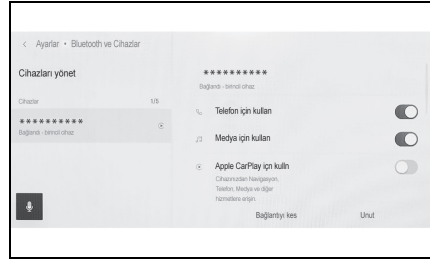 < Ayarlar • Bluetooth ve Cihazlar
Cihazları yönet
Cihazlar 1/5
**********
Bağlandı - birincil cihaz
**********
Bağlandı - birincil cihaz
Telefon için kullan
Medya için kullan
Apple CarPlay içn kulln
Cihazınızdan Navigasyon,
Telefon, Medya ve diğer
hizmetlere erişin.
Bağlantıyı kes Unut